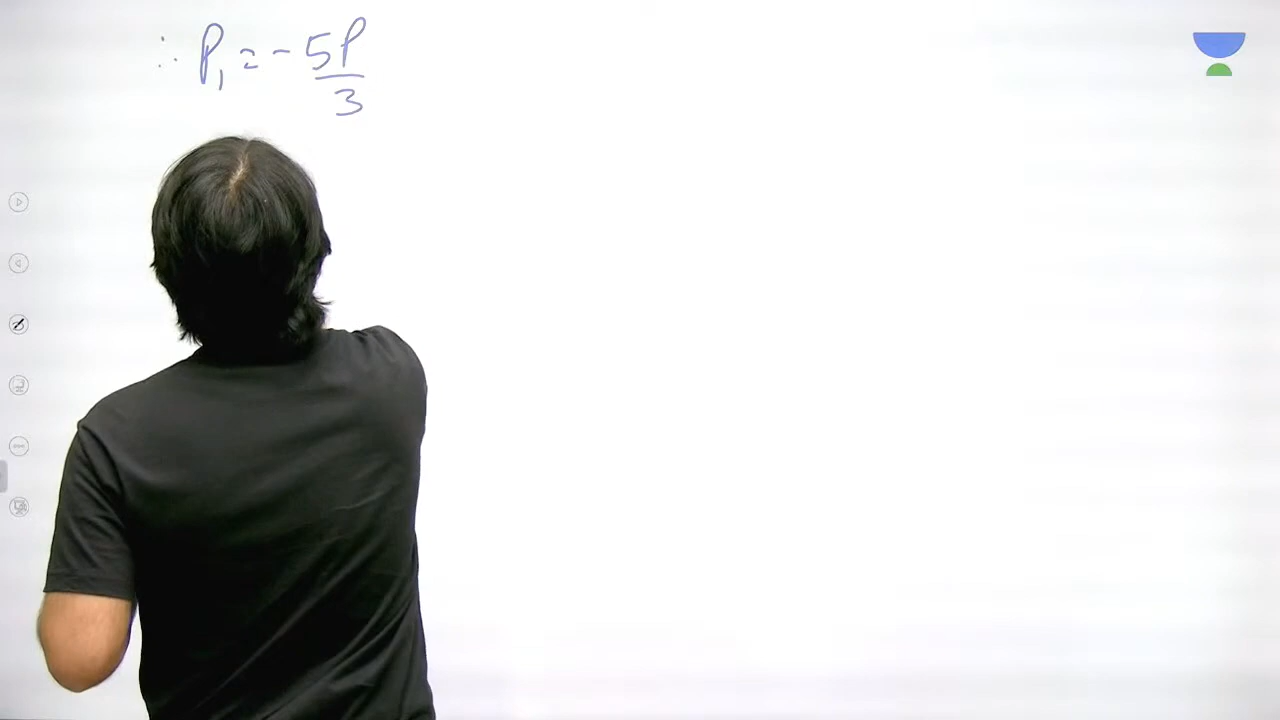 ∴ P₁ = - 5P/3